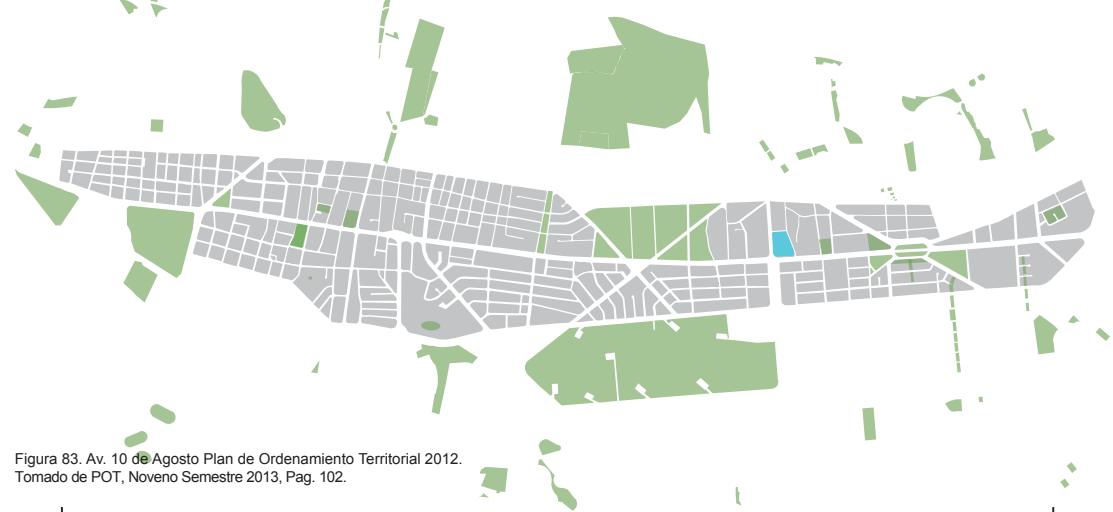 Figura 83. Av. 10 de Agosto Plan de Ordenamiento Territorial 2012.
Tomado de POT, Noveno Semestre 2013, Pag. 102.